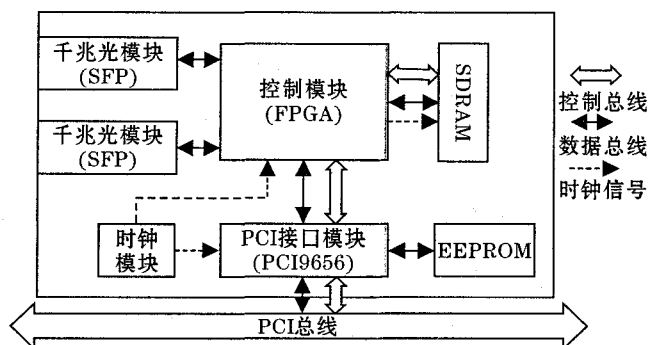 千兆光模块
(SFP)
控制模块
(FPGA)
SDRAM
千兆光模块
(SFP)
控制总线
数据总线
时钟信号
时钟
模块
PCI接口模块
(PCI9656)
EEPROM
PCI总线